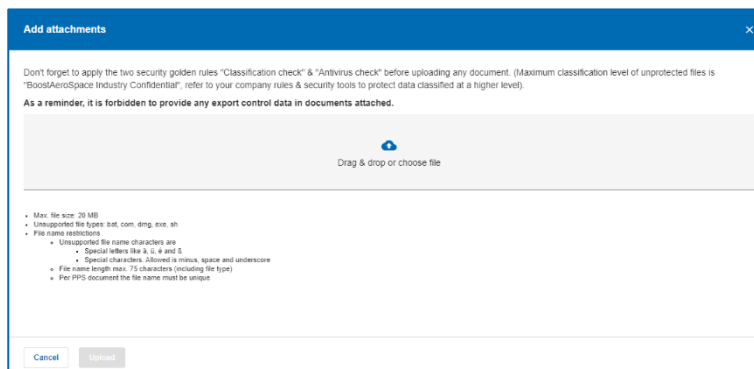 Add attachments
Don't forget to apply the two security golden rules "Classification check" & "Antivirus check" before uploading any document. (Maximum classification level of unprotected files is
"BoostAeroSpace Industry Confidential", refer to your company rules & security tools to protect data classified at a higher level).
As a reminder, it is forbidden to provide any export control data in documents attached.
Drag & drop or choose file
Max. file size: 20 MB
Unsupported file types: bat, com, dmg, exe, sh
File name restrictions
Unsupported file name characters are
Special letters like à, ü, é and ß
Special characters. Allowed is minus, space and underscore
File name length max. 75 characters (including file type)
Per PPS document the file name must be unique
Cancel Upload